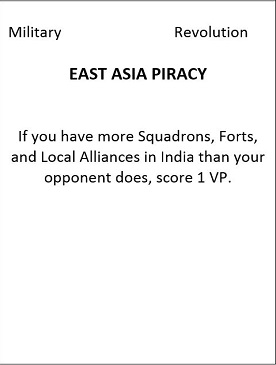 Military Revolution
EAST ASIA PIRACY
If you have more Squadrons, Forts,
and Local Alliances in India than your
opponent does, score 1 VP.